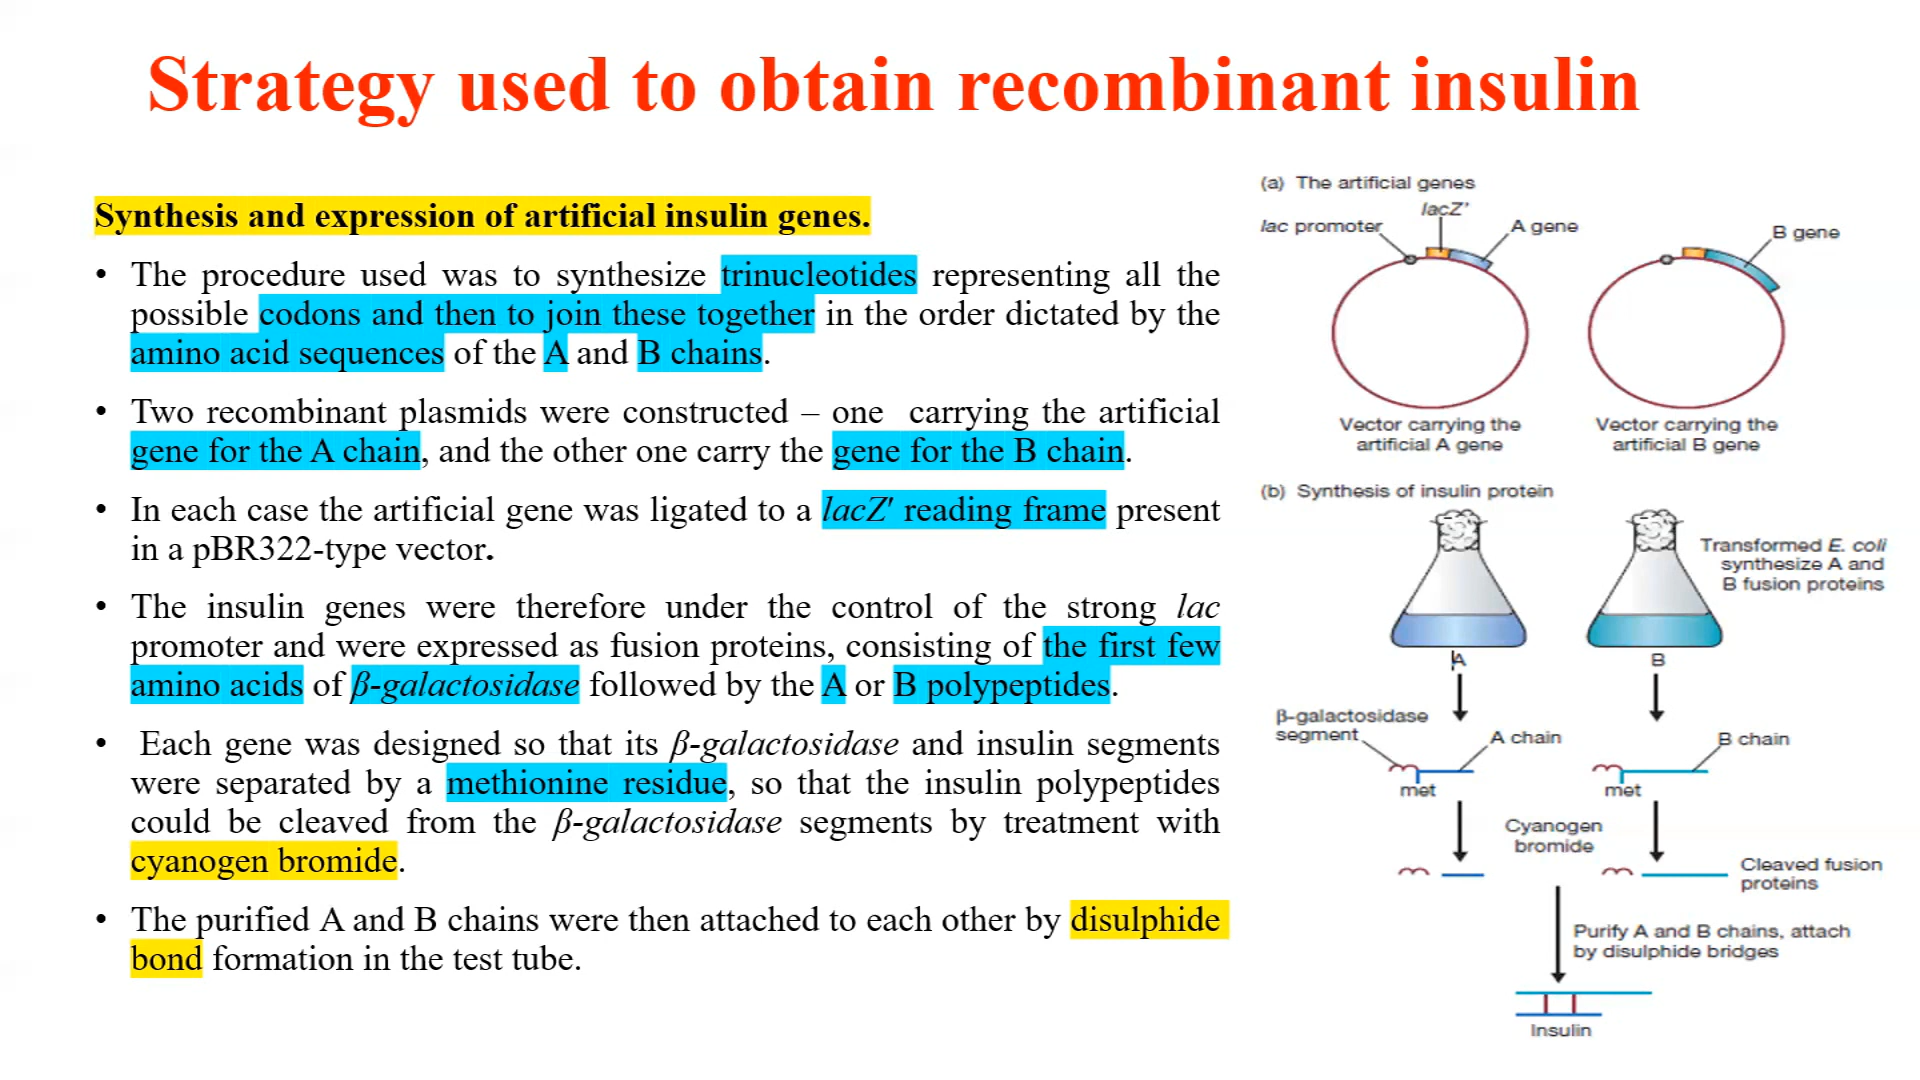 Strategy used to obtain recombinant insulin
Synthesis and expression of artificial insulin genes.
• The procedure used was to synthesize trinucleotides representing all the
possible codons and then to join these together in the order dictated by the
amino acid sequences of the A and B chains.
• Two recombinant plasmids were constructed – one carrying the artificial
gene for the A chain, and the other one carry the gene for the B chain.
• In each case the artificial gene was ligated to a lacZ′ reading frame present
in a pBR322-type vector.
• The insulin genes were therefore under the control of the strong lac
promoter and were expressed as fusion proteins, consisting of the first few
amino acids of β-galactosidase followed by the A or B polypeptides.
• Each gene was designed so that its β-galactosidase and insulin segments
were separated by a methionine residue, so that the insulin polypeptides
could be cleaved from the β-galactosidase segments by treatment with
cyanogen bromide.
• The purified A and B chains were then attached to each other by disulphide
bond formation in the test tube.
(a) The artificial genes
lacZ'
lac promoter
A gene
B gene
Vector carrying the
artificial A gene
Vector carrying the
artificial B gene
(b) Synthesis of insulin protein
Transformed E. coli
synthesize A and
B fusion proteins
A
B
β-galactosidase
segment
A chain
B chain
met
met
Cyanogen
bromide
Cleaved fusion
proteins
Purify A and B chains, attach
by disulphide bridges
Insulin